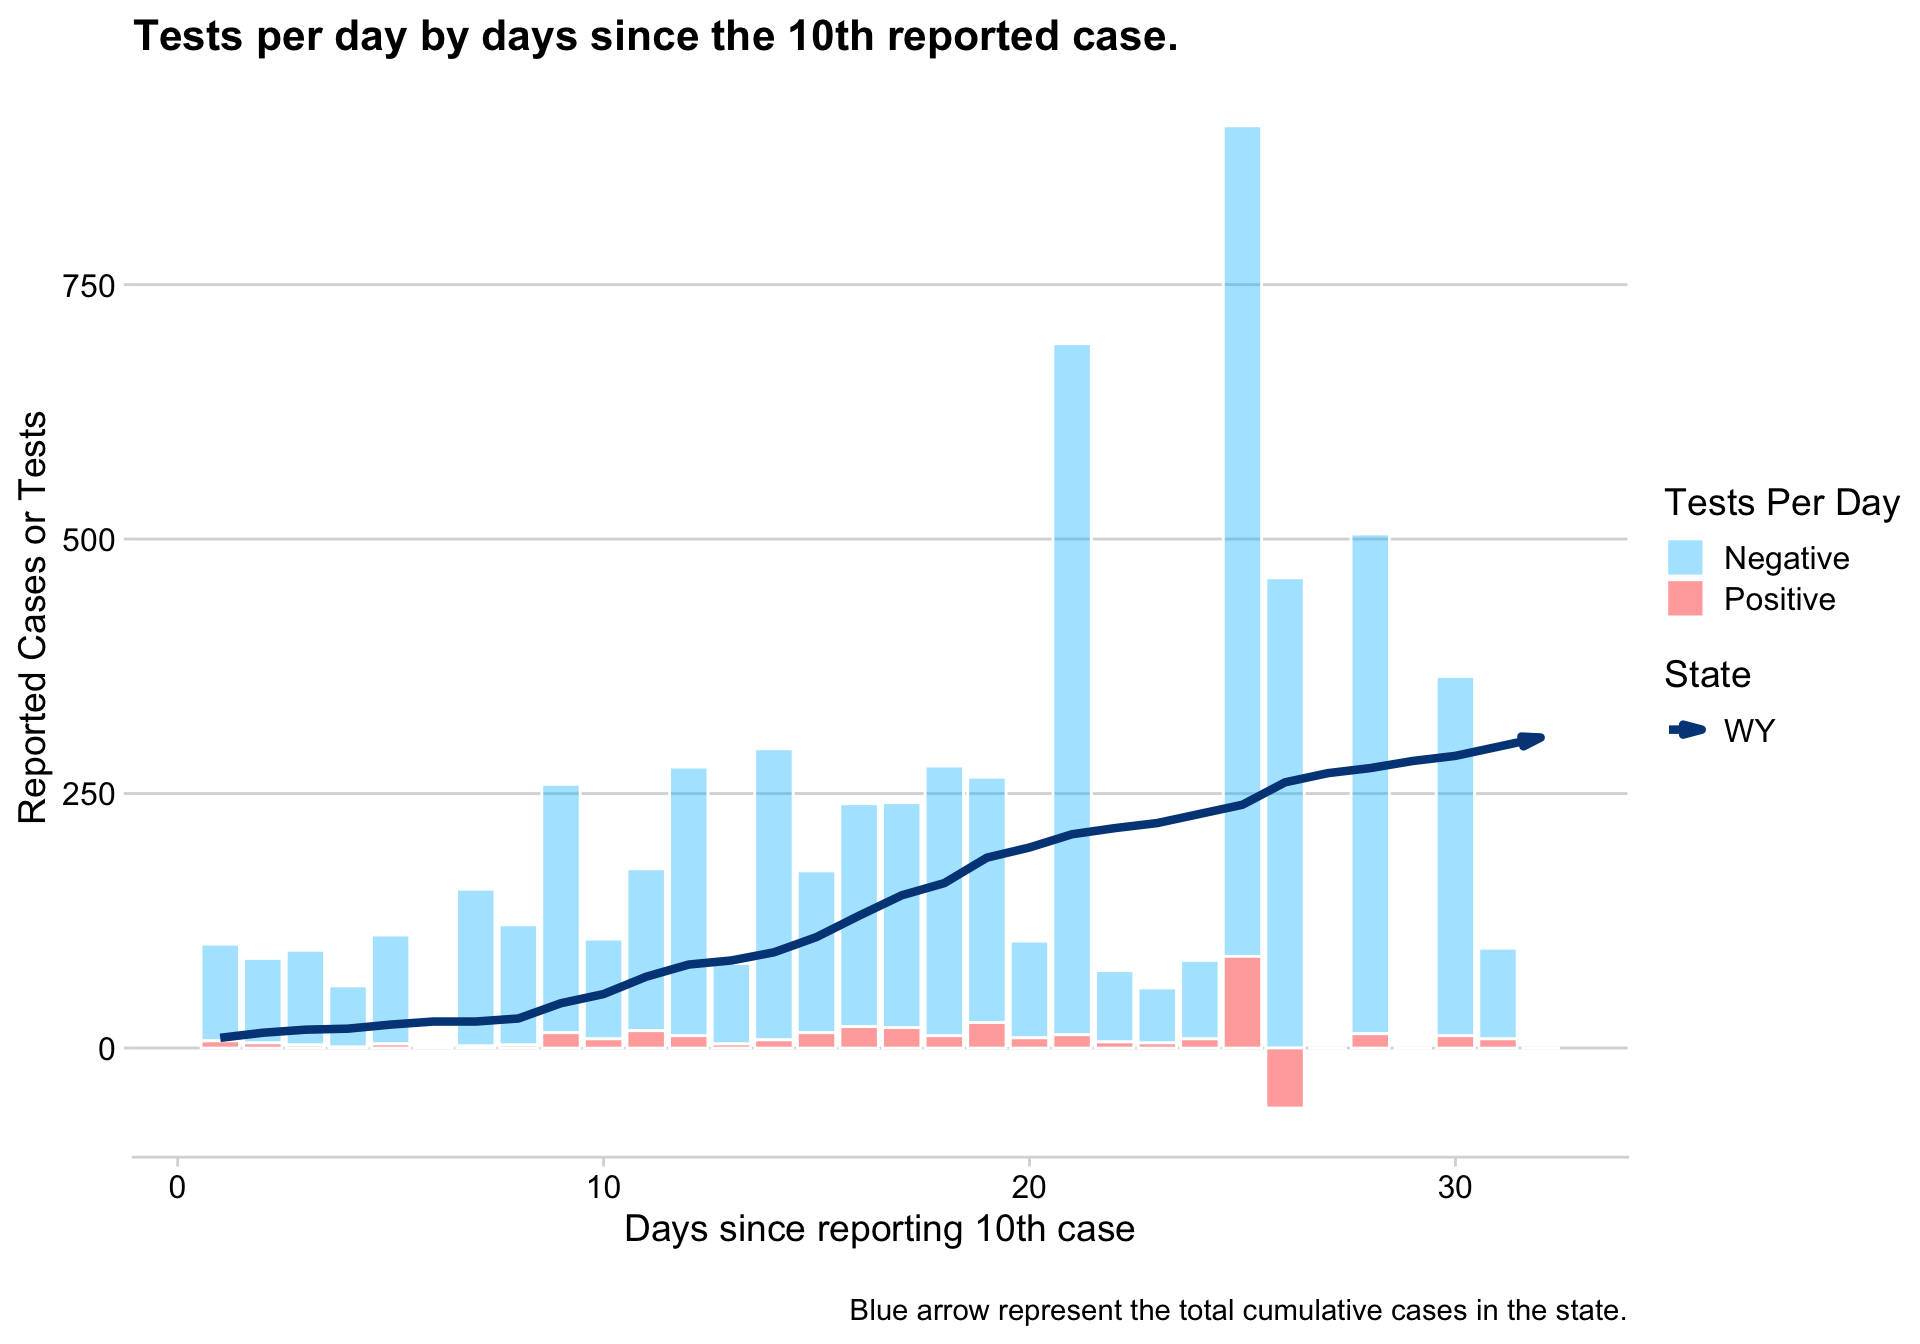 Tests per day by days since the 10th reported case.
Reported Cases or Tests
750
500
250
0
0 10 20 30
Days since reporting 10th case
Tests Per Day
Negative
Positive
State
WY
Blue arrow represent the total cumulative cases in the state.